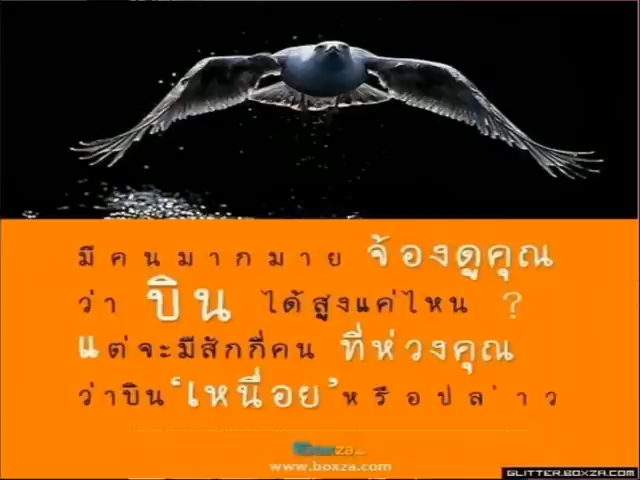 มีคนมากมาย จ้องดูคุณ
ว่า บิน ได้สูงแค่ไหน ?
แต่จะมีสักกี่คน ที่ห่วงคุณ
ว่าบิน 'เหนื่อย' หรือปล่าว
www.boxza.com
GLITTER.BOXZA.COM